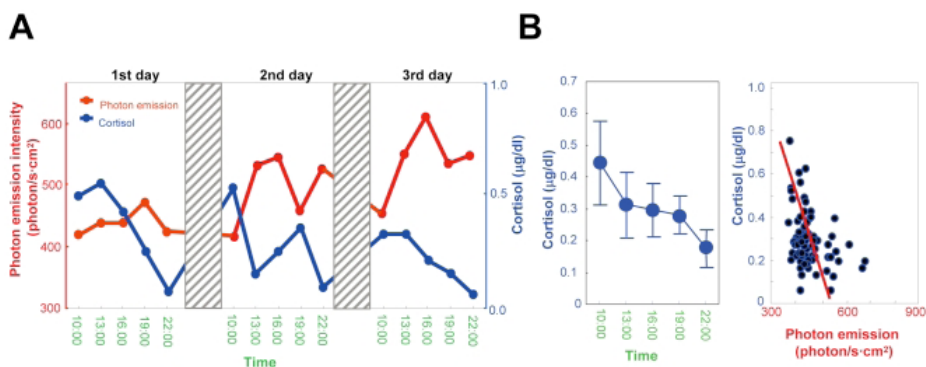 A
B
1st day
2nd day
3rd day
Photon emission intensity
(photon/s·cm²)
600
500
400
300
Photon emission
Cortisol
1.0
0.5
0.0
Cortisol (µg/dl)
10:00
13:00
16:00
19:00
22:00
10:00
13:00
16:00
19:00
22:00
10:00
13:00
16:00
19:00
22:00
Time
Cortisol (µg/dl)
0.7
0.6
0.5
0.4
0.3
0.2
0.1
0
10:00
13:00
16:00
19:00
22:00
Time
Cortisol (µg/dl)
1.0
0.8
0.6
0.4
0.2
0
300
600
900
Photon emission
(photon/s·cm²)